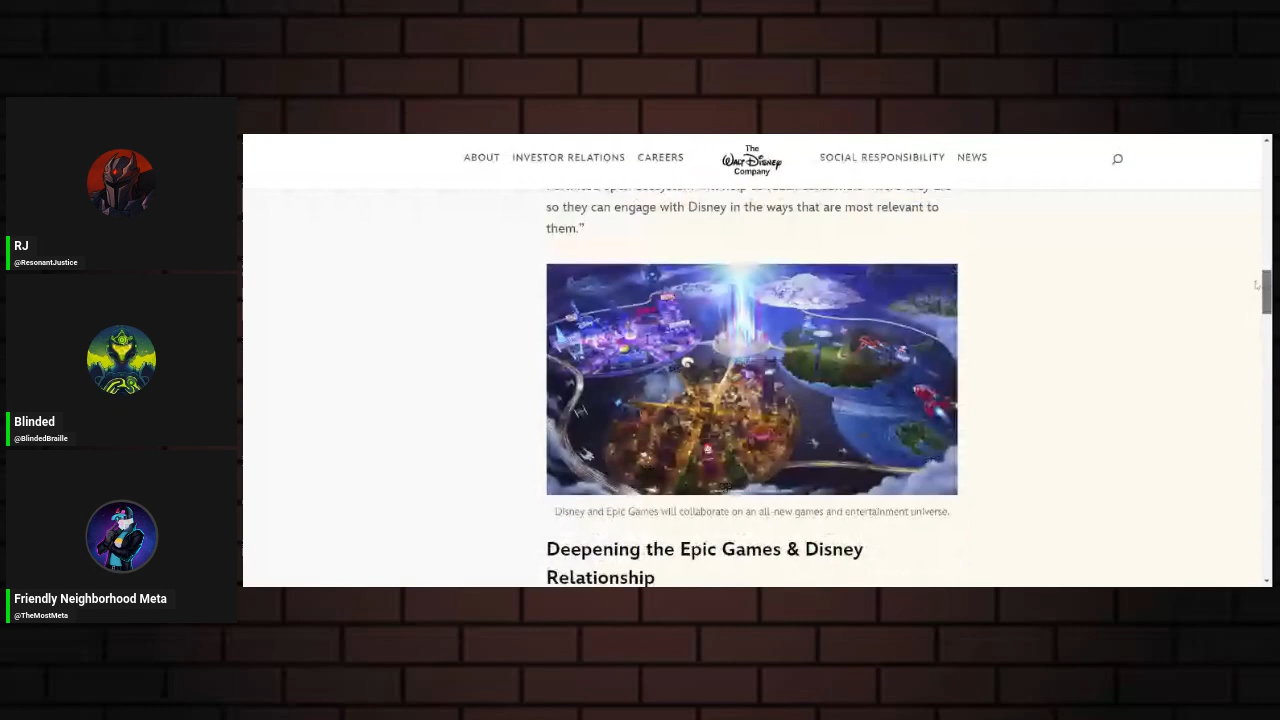 RJ
@ResonantJustice
Blinded
@BlindedBraille
Friendly Neighborhood Meta
@TheMostMeta
ABOUT INVESTOR RELATIONS CAREERS
The
Walt Disney
Company
SOCIAL RESPONSIBILITY NEWS
so they can engage with Disney in the ways that are most relevant to
them.”
Disney and Epic Games will collaborate on an all-new games and entertainment universe.
Deepening the Epic Games & Disney
Relationship